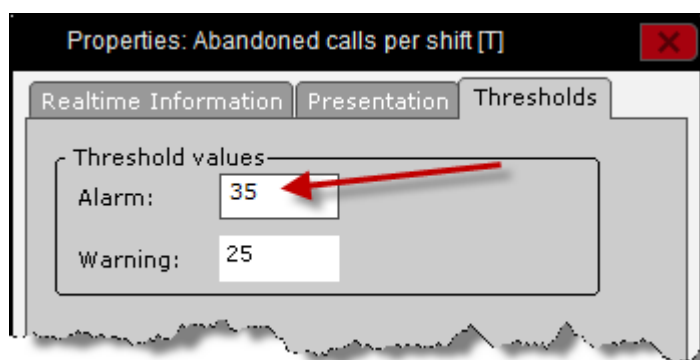 Properties: Abandoned calls per shift [T]
Realtime Information Presentation Thresholds
Threshold values
Alarm: 35
Warning: 25